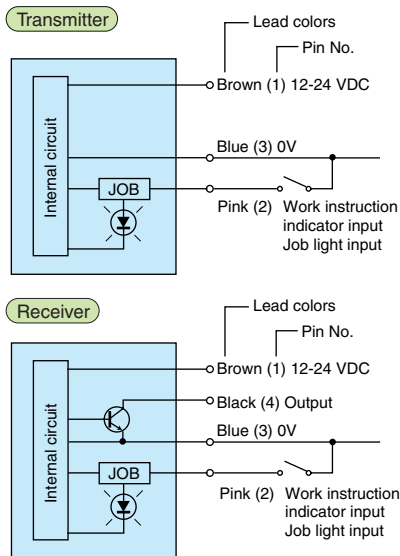 Transmitter
Lead colors
Pin No.
Brown (1) 12-24 VDC
Blue (3) 0V
Internal circuit
JOB
Pink (2) Work instruction
indicator input
Job light input
Receiver
Lead colors
Pin No.
Brown (1) 12-24 VDC
Black (4) Output
Blue (3) 0V
Internal circuit
JOB
Pink (2) Work instruction
indicator input
Job light input